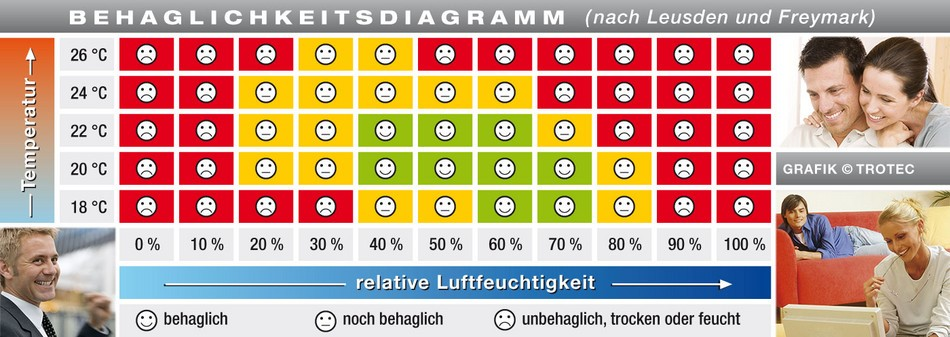 BEHAGLICHKEITSDIAGRAMM (nach Leusden und Freymark)
Temperatur
26 °C
24 °C
22 °C
20 °C
18 °C
0 % 10 % 20 % 30 % 40 % 50 % 60 % 70 % 80 % 90 % 100 %
relative Luftfeuchtigkeit
behaglich noch behaglich unbehaglich, trocken oder feucht
GRAFIK © TROTEC